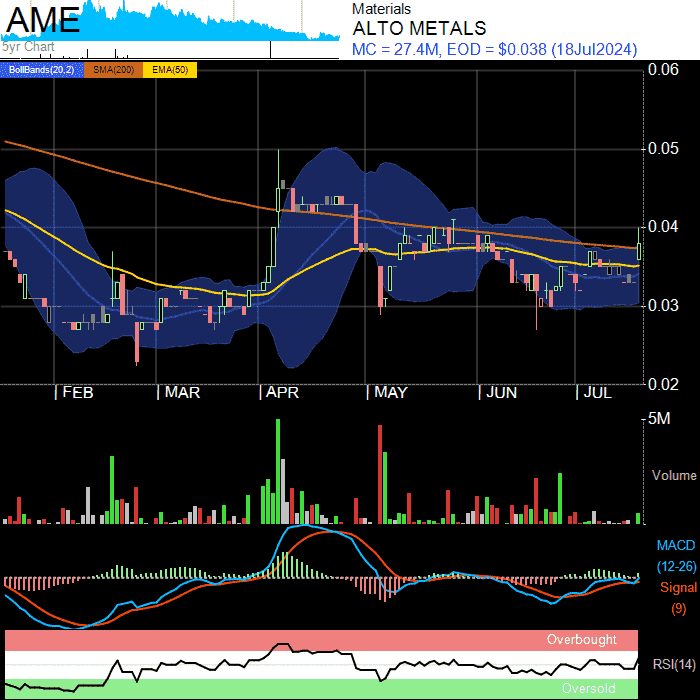 AME
5yr Chart
Materials
ALTO METALS
MC = 27.4M, EOD = $0.038 (18Jul2024)
BollBands(20,2) SMA(200) EMA(50)
0.06
0.05
0.04
0.03
0.02
| FEB | MAR | APR | MAY | JUN | JUL
5M
Volume
MACD
(12-26)
Signal
(9)
Overbought
RSI(14)
Oversold